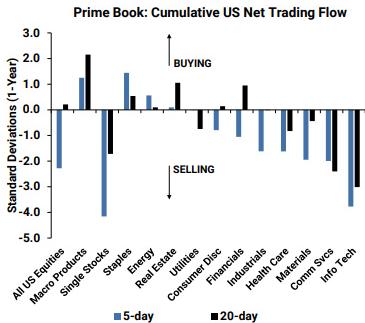 Prime Book: Cumulative US Net Trading Flow
Standard Deviations (1-Year)
3.0
2.0
1.0
0.0
-1.0
-2.0
-3.0
-4.0
-5.0
BUYING
SELLING
All US Equities
Macro Products
Single Stocks
Staples
Energy
Real Estate
Utilities
Consumer Disc
Financials
Industrials
Health Care
Materials
Comm Svcs
Info Tech
5-day
20-day